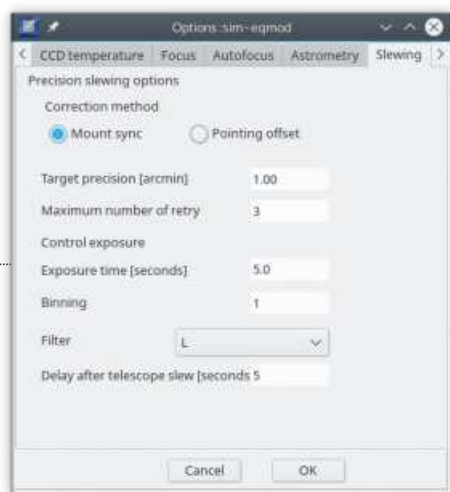 Options :sim-eqmod
CCD temperature Focus Autofocus Astrometry Slewing
Precision slewing options
Correction method
Mount sync Pointing offset
Target precision [arcmin] 1.00
Maximum number of retry 3
Control exposure
Exposure time [seconds] 5.0
Binning 1
Filter L
Delay after telescope slew [seconds 5
Cancel OK